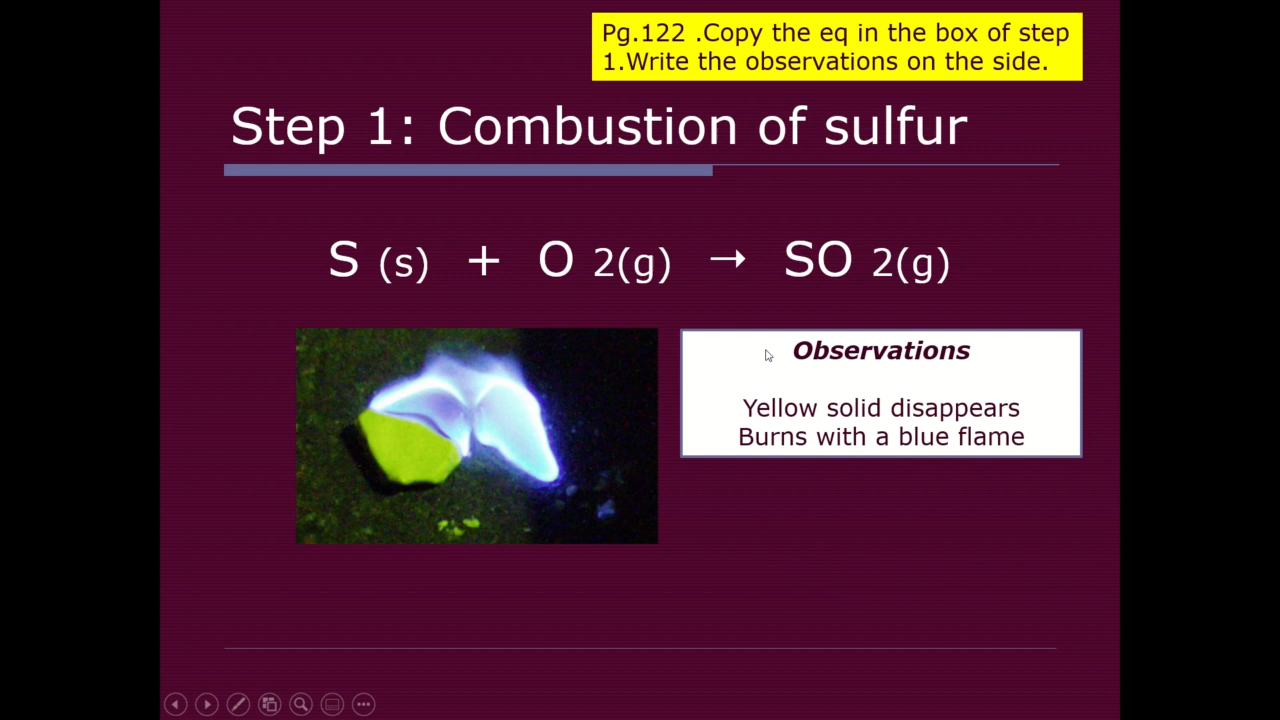 Pg.122 .Copy the eq in the box of step
1.Write the observations on the side.
Step 1: Combustion of sulfur
S (s) + O 2(g) → SO 2(g)
Observations
Yellow solid disappears
Burns with a blue flame